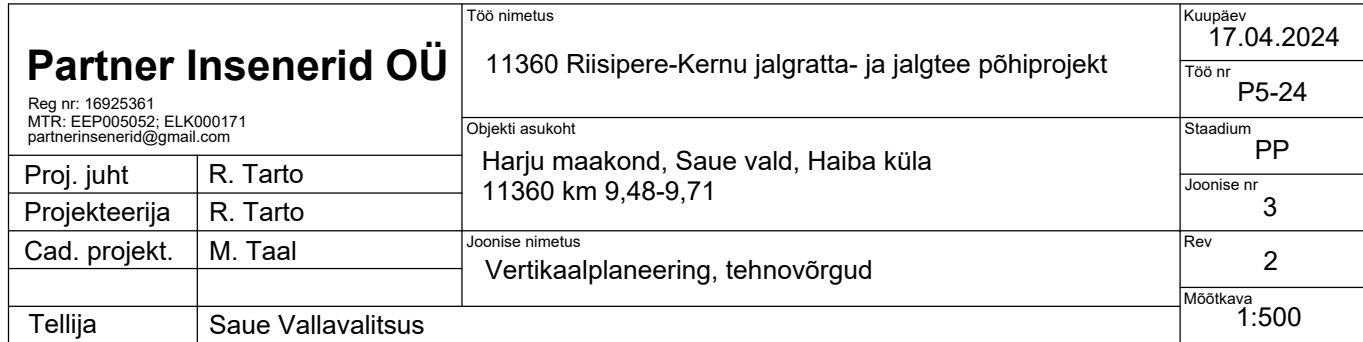 Partner Insenerid OÜ
Reg nr: 16925361
MTR: EEP005052; ELK000171
partnerinsenerid@gmail.com
Proj. juht R. Tarto
Projekteerija R. Tarto
Cad. projekt. M. Taal
Tellija Saue Vallavalitsus
Töö nimetus
11360 Riisipere-Kernu jalgratta- ja jalgtee põhiprojekt
Objekti asukoht
Harju maakond, Saue vald, Haiba küla
11360 km 9,48-9,71
Joonise nimetus
Vertikaalplaneering, tehnovõrgud
Kuupäev
17.04.2024
Töö nr
P5-24
Staadium
PP
Joonise nr
3
Rev
2
Mõõtkava
1:500